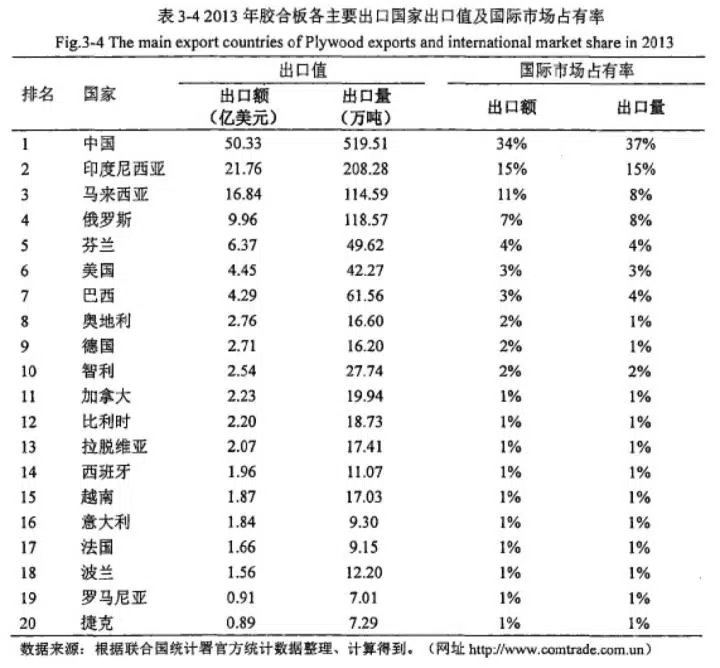 表 3-4 2013 年胶合板各主要出口国家出口值及国际市场占有率
Fig.3-4 The main export countries of Plywood exports and international market share in 2013
排名 国家 出口值 国际市场占有率
出口额（亿美元） 出口量（万吨） 出口额 出口量
1 中国 50.33 519.51 34% 37%
2 印度尼西亚 21.76 208.28 15% 15%
3 马来西亚 16.84 114.59 11% 8%
4 俄罗斯 9.96 118.57 7% 8%
5 芬兰 6.37 49.62 4% 4%
6 美国 4.45 42.27 3% 3%
7 巴西 4.29 61.56 3% 4%
8 奥地利 2.76 16.60 2% 1%
9 德国 2.71 16.20 2% 1%
10 智利 2.54 27.74 2% 2%
11 加拿大 2.23 19.94 1% 1%
12 比利时 2.20 18.73 1% 1%
13 拉脱维亚 2.07 17.41 1% 1%
14 西班牙 1.96 11.07 1% 1%
15 越南 1.87 17.03 1% 1%
16 意大利 1.84 9.30 1% 1%
17 法国 1.66 9.15 1% 1%
18 波兰 1.56 12.20 1% 1%
19 罗马尼亚 0.91 7.01 1% 1%
20 捷克 0.89 7.29 1% 1%
数据来源：根据联合国统计署官方统计数据整理、计算得到。（网址 http://www.comtrade.com.un）